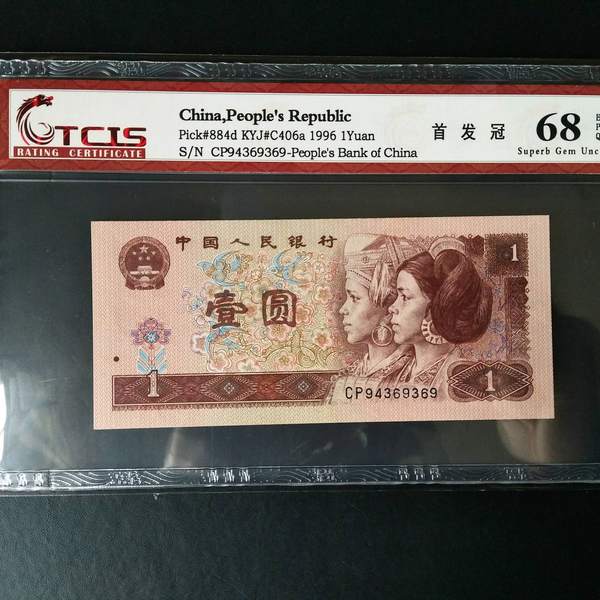 TCIS
RATING CERTIFICATE
China,People's Republic
Pick#884d KYJ#C406a 1996 1Yuan
S/N CP94369369-People's Bank of China
首发冠
68
Superb Gem Unc
中国人民银行
1
壹圆
CP94369369
1
1